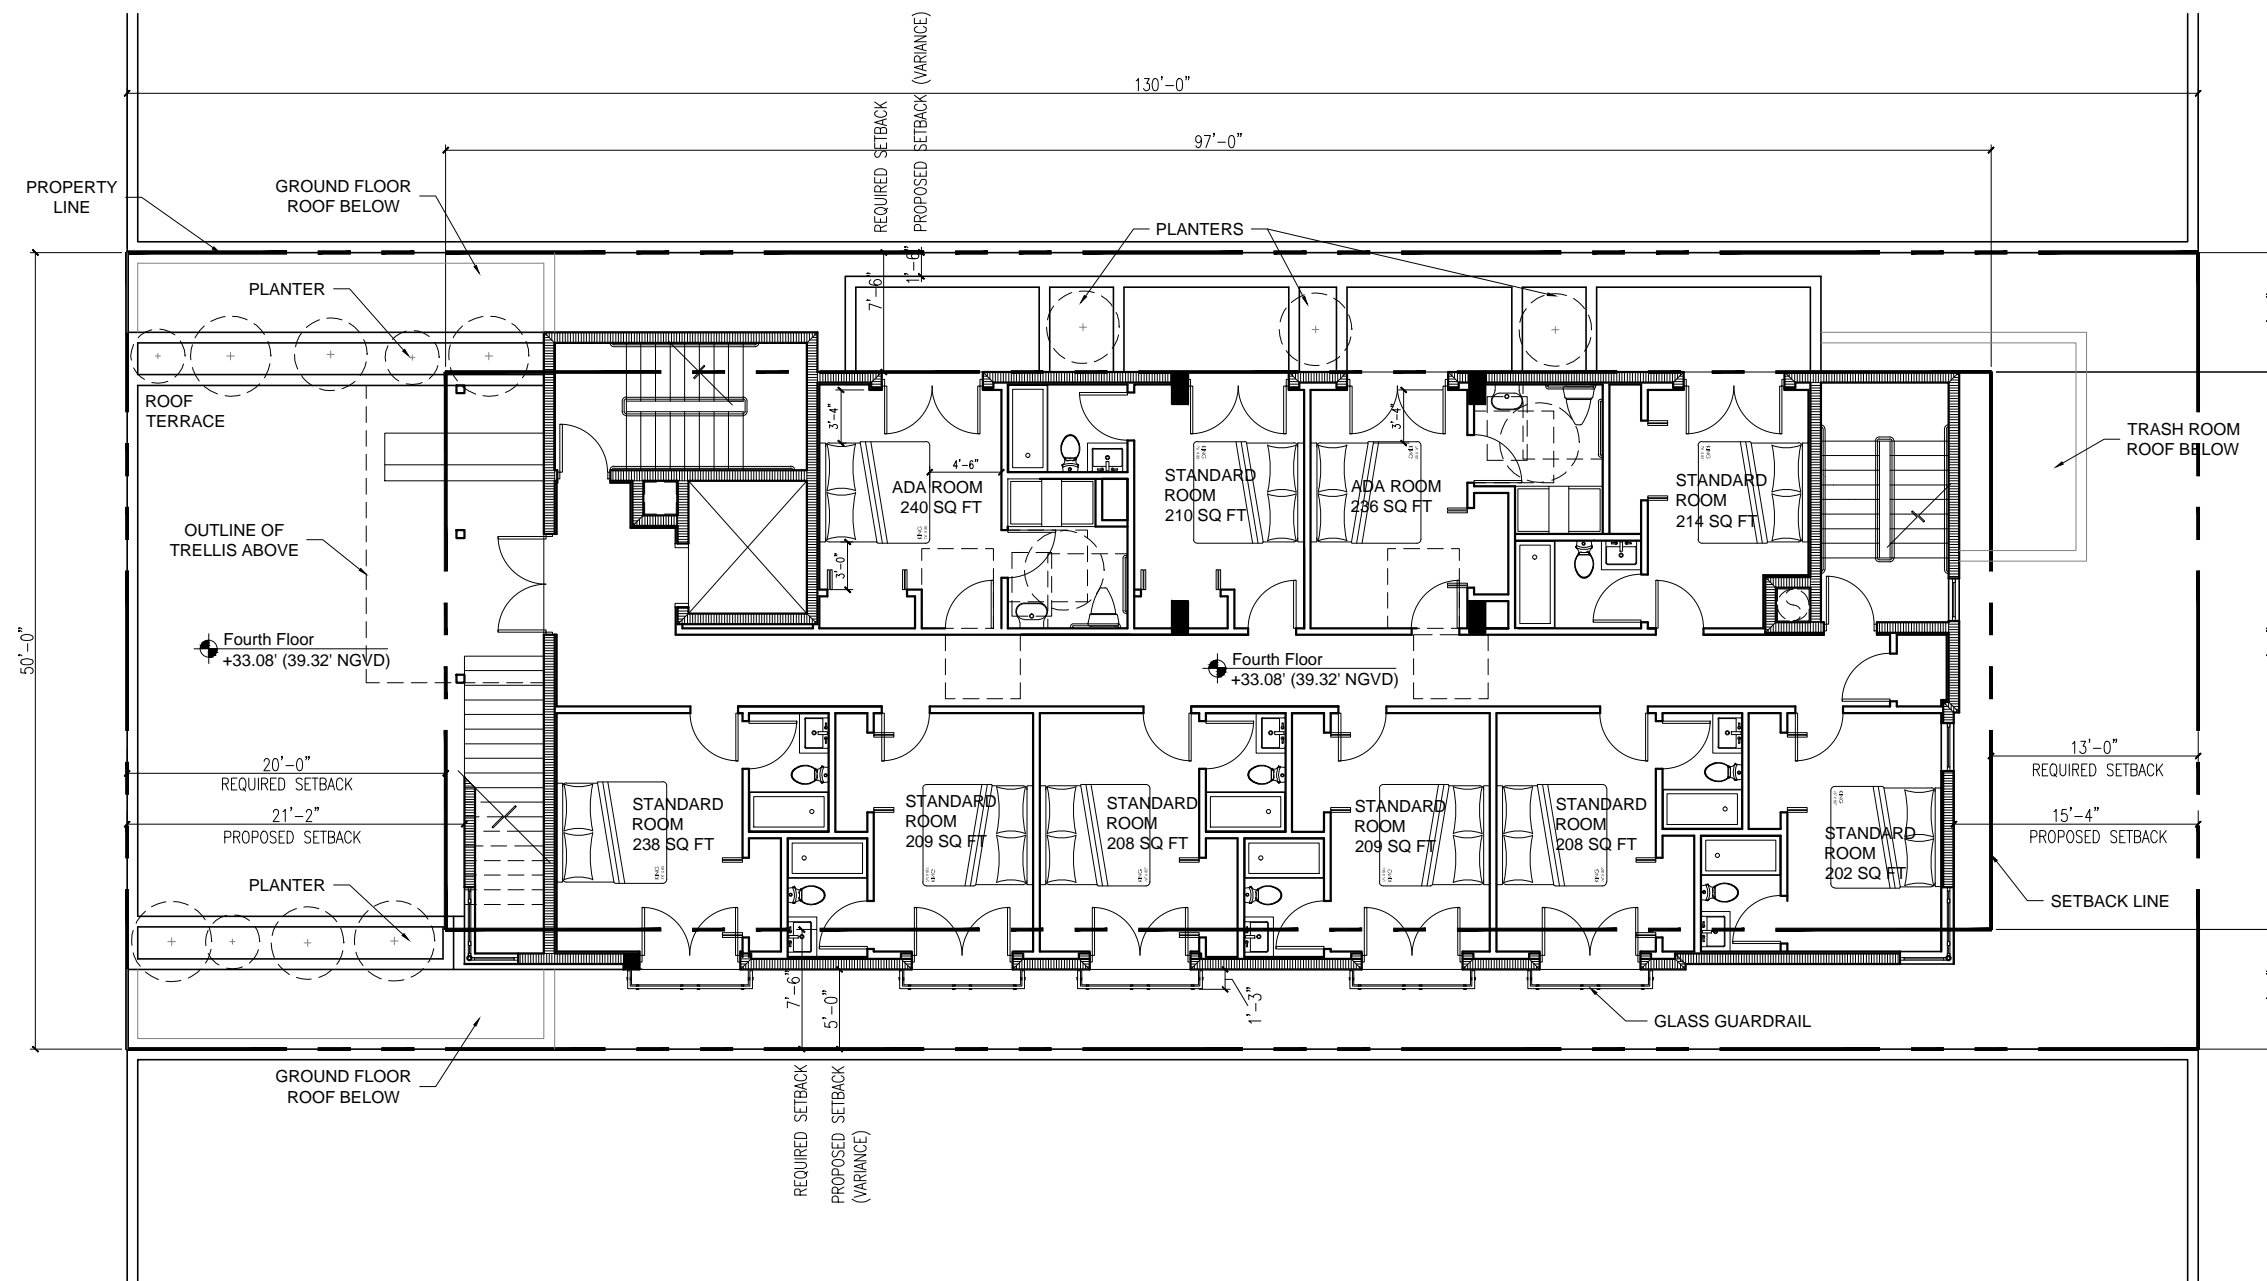 130'-0"
97'-0"
REQUIRED SETBACK
PROPOSED SETBACK (VARIANCE)
PROPERTY
LINE
GROUND FLOOR
ROOF BELOW
PLANTERS
7'-6"
1'-6"
PLANTER
ROOF
TERRACE
3'-4"
3'-4"
TRASH ROOM
ROOF BELOW
4'-6"
ADA ROOM
240 SQ FT
STANDARD
ROOM
210 SQ FT
ADA ROOM
236 SQ FT
STANDARD
ROOM
214 SQ FT
OUTLINE OF
TRELLIS ABOVE
3'-0"
50'-0"
Fourth Floor
+33.08' (39.32' NGVD)
Fourth Floor
+33.08' (39.32' NGVD)
20'-0"
REQUIRED SETBACK
13'-0"
REQUIRED SETBACK
21'-2"
PROPOSED SETBACK
15'-4"
PROPOSED SETBACK
STANDARD
ROOM
238 SQ FT
STANDARD
ROOM
209 SQ FT
STANDARD
ROOM
208 SQ FT
STANDARD
ROOM
209 SQ FT
STANDARD
ROOM
208 SQ FT
STANDARD
ROOM
202 SQ FT
PLANTER
SETBACK LINE
7'-6"
5'-0"
1'-3"
GLASS GUARDRAIL
GROUND FLOOR
ROOF BELOW
REQUIRED SETBACK
PROPOSED SETBACK
(VARIANCE)